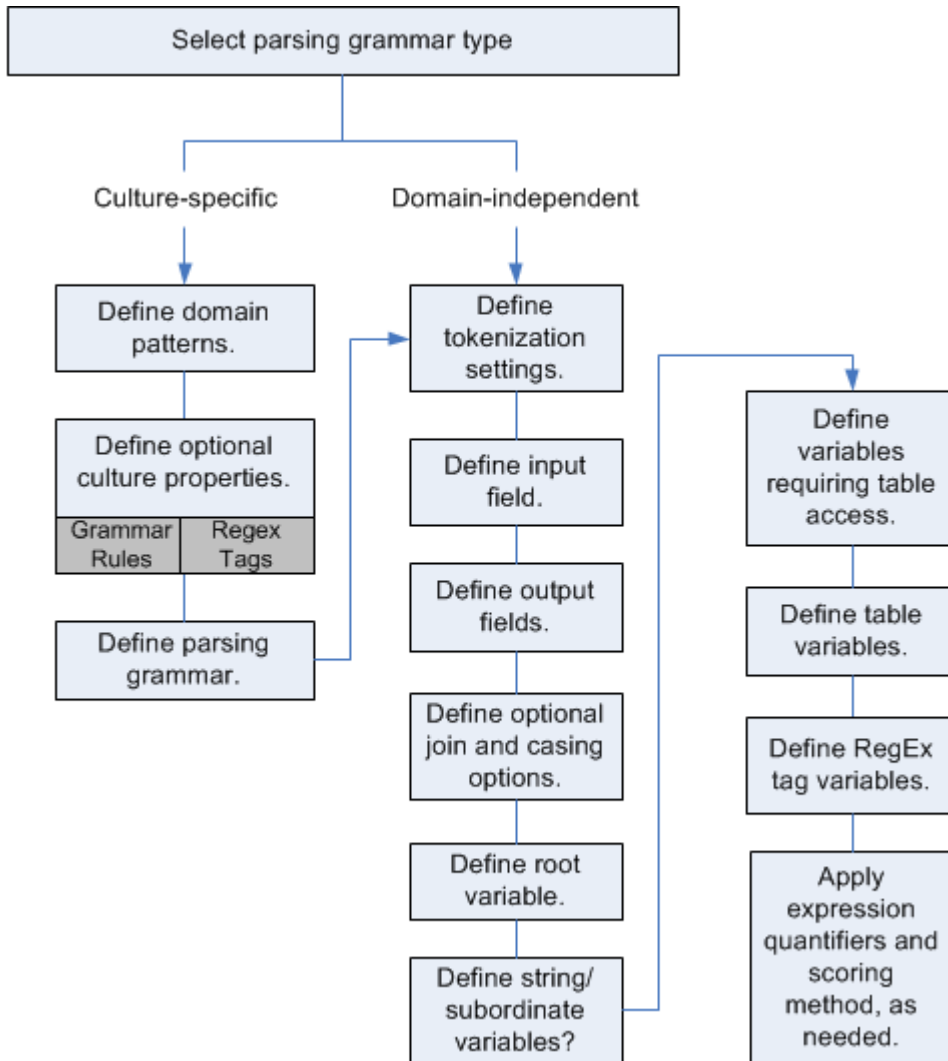 Select parsing grammar type
Culture-specific
Domain-independent
Define domain
patterns.
Define optional
culture properties.
Grammar
Rules
Regex
Tags
Define parsing
grammar.
Define
tokenization
settings.
Define input
field.
Define output
fields.
Define optional
join and casing
options.
Define root
variable.
Define string/
subordinate
variables?
Define
variables
requiring table
access.
Define table
variables.
Define RegEx
tag variables.
Apply
expression
quantifiers and
scoring
method, as
needed.